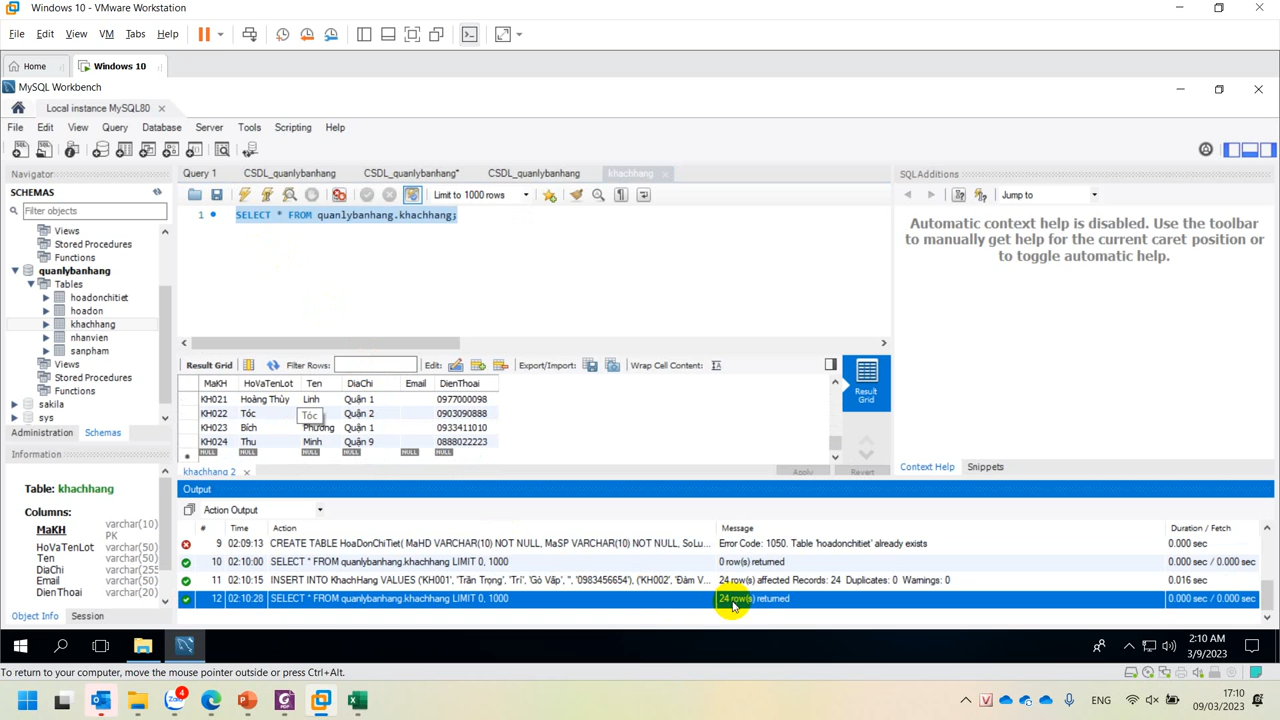 Windows 10 - VMware Workstation
File Edit View VM Tabs Help
Home Windows 10
MySQL Workbench
Local instance MySQL80
File Edit View Query Database Server Tools Scripting Help
Navigator
SCHEMAS
Filter objects
Views
Stored Procedures
Functions
quanlybanhang
Tables
hoadonchitiet
hoadon
khachhang
nhanvien
sanpham
Views
Stored Procedures
Functions
sakila
sys
Administration Schemas
Information
Table: khachhang
Columns:
MaKH varchar(10) PK
HoVaTenLot varchar(50)
Ten varchar(50)
DiaChi varchar(255
Email varchar(50)
DienThoai varchar(50)
Object Info Session
Query 1 CSDL_quanlybanhang CSDL_quanlybanhang* CSDL_quanlybanhang khachhang
Limit to 1000 rows
1 SELECT * FROM quanlybanhang.khachhang;
Result Grid Filter Rows: Edit: Export/Import: Wrap Cell Content:
MaKH HoVaTenLot Ten DiaChi Email DienThoai
KH021 Hoàng Thùy Linh Quận 1 0977000098
KH022 Tóc Quận 2 0903090888
Tóc
KH023 Bích Phương Quận 1 0933411010
KH024 Thu Minh Quận 9 0888022223
NULL NULL NULL NULL NULL NULL
khachhang 2 Apply Revert
Result Grid
SQLAdditions
Jump to
Automatic context help is disabled. Use the toolbar
to manually get help for the current caret position or
to toggle automatic help.
Context Help Snippets
Output
Action Output
# Time Action Message Duration / Fetch
9 02:09:13 CREATE TABLE HoaDonChiTiet( MaHD VARCHAR(10) NOT NULL, MaSP VARCHAR(10) NOT NULL, SoLu... Error Code: 1050. Table 'hoadonchitiet' already exists 0.000 sec
10 02:10:00 SELECT * FROM quanlybanhang.khachhang LIMIT 0, 1000 0 row(s) returned 0.000 sec / 0.000 sec
11 02:10:15 INSERT INTO KhachHang VALUES ('KH001', 'Trần Trọng', 'Trí', 'Gò Vấp', '', '0983456654'), ('KH002', 'Đàm V... 24 row(s) affected Records: 24 Duplicates: 0 Warnings: 0 0.016 sec
12 02:10:28 SELECT * FROM quanlybanhang.khachhang LIMIT 0, 1000 24 row(s) returned 0.000 sec / 0.000 sec
2:10 AM
3/9/2023
To return to your computer, move the mouse pointer outside or press Ctrl+Alt.
Zalo 4
ENG
17:10
09/03/2023